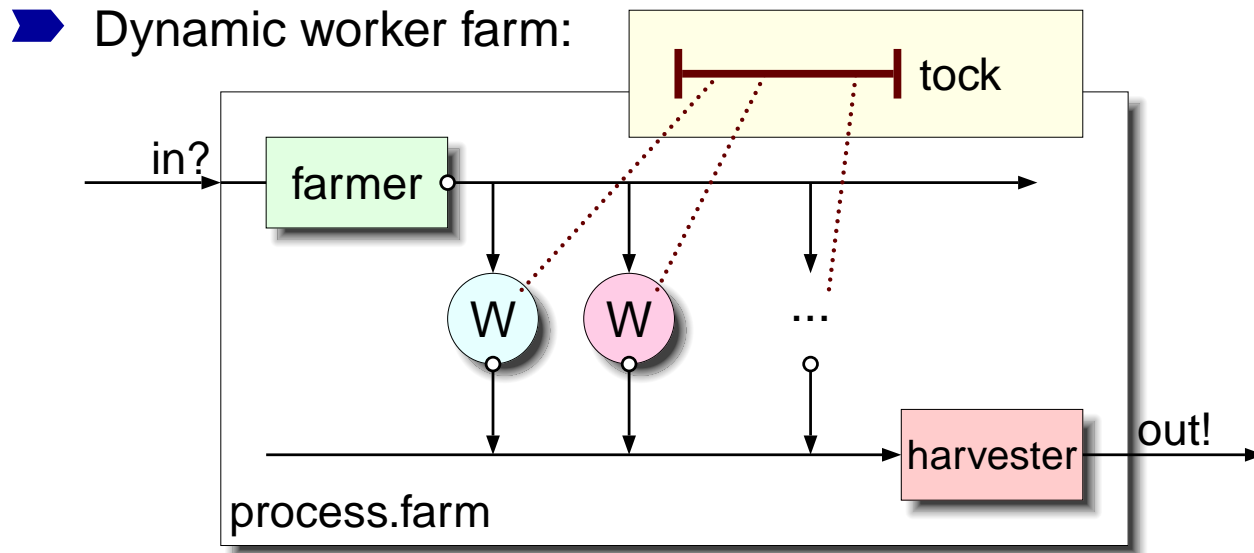 Dynamic worker farm:
tock
in?
farmer
W
W
...
harvester
out!
process.farm